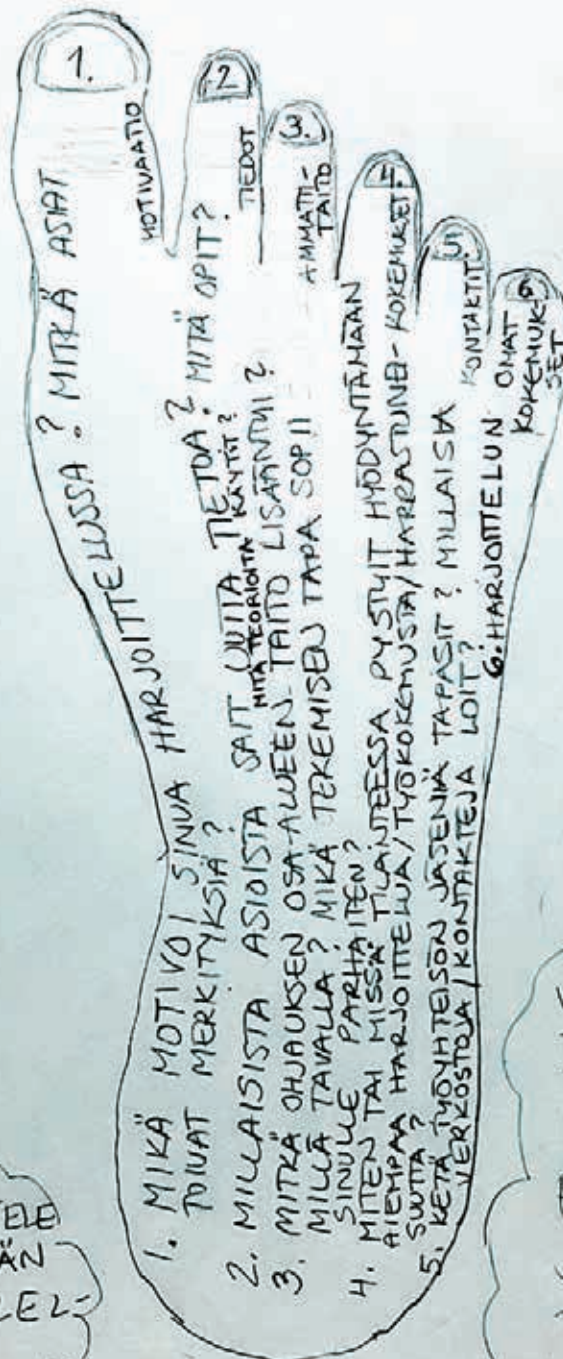 1.
MOTIVAATIO
2
TIEDOT
3.
AMMATTI-
TAITO
4
KOKEMUKSET.
5
KONTAKTIT.
6
OMAT
KOKEMUK-
SET
1. MIKÄ MOTIVOI SINUA HARJOITTELUSSA? MITKÄ ASIAT
TOIVAT MERKITYKSIÄ?
2. MILLAISISTA ASIOISTA SAIT UUTTA TIETOA? MITÄ OPIT?
MITÄ TEORIOITA KÄYTIT?
3. MITKÄ OHJAUKSEN OSA-ALUEEN TAITO LISÄÄNTYI?
MILLÄ TAVALLA? MIKÄ TEKEMISEN TAPA SOPII
SINULLE PARHAITEN?
4. MITEN TAI MISSÄ TILANTEESSA PYSTYIT HYÖDYNTÄMÄÄN
AIEMPAA HARJOITTELUA/TYÖKOKEMUSTA/HARRASTUNEI-
SUUTTA?
5. KETÄ TYÖYHTEISÖN JÄSENIÄ TAPASIT? MILLAISIA
VERKOSTOJA/KONTAKTEJA LOIT?
6. HARJOITTELUN
TELE
ÄN